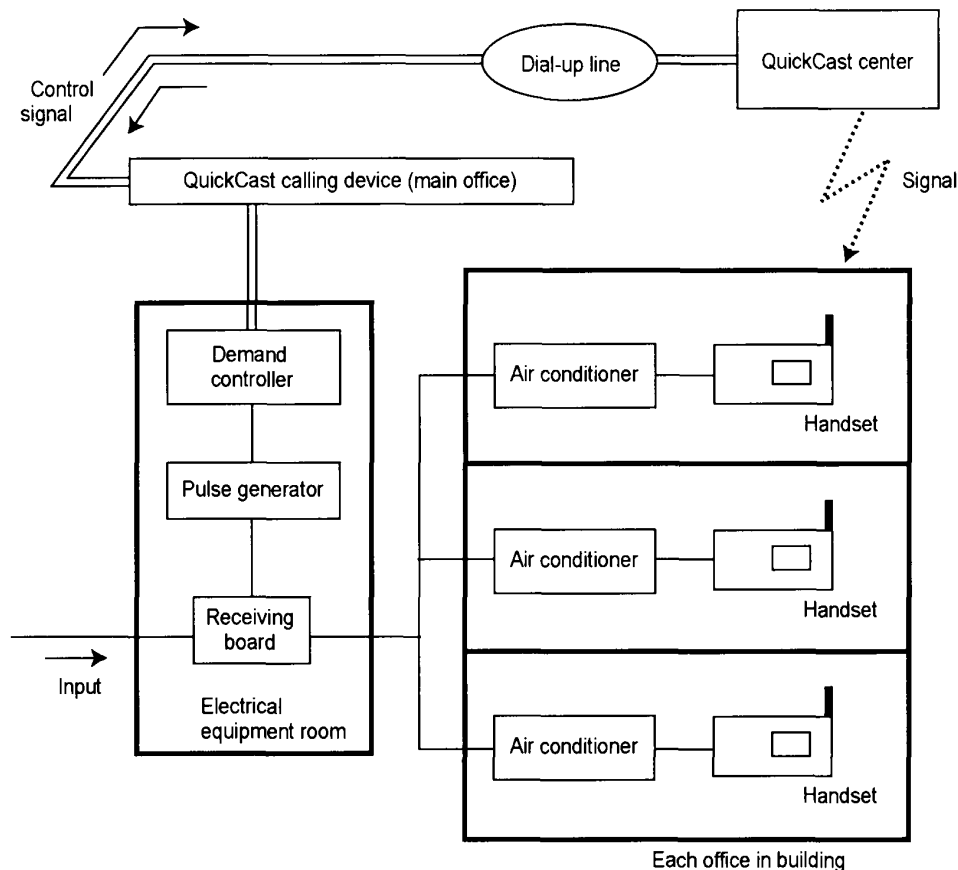 Dial-up line
QuickCast center
Control
signal
QuickCast calling device (main office)
Signal
Demand
controller
Air conditioner
Handset
Pulse generator
Air conditioner
Handset
Receiving
board
Input
Electrical
equipment room
Air conditioner
Handset
Each office in building